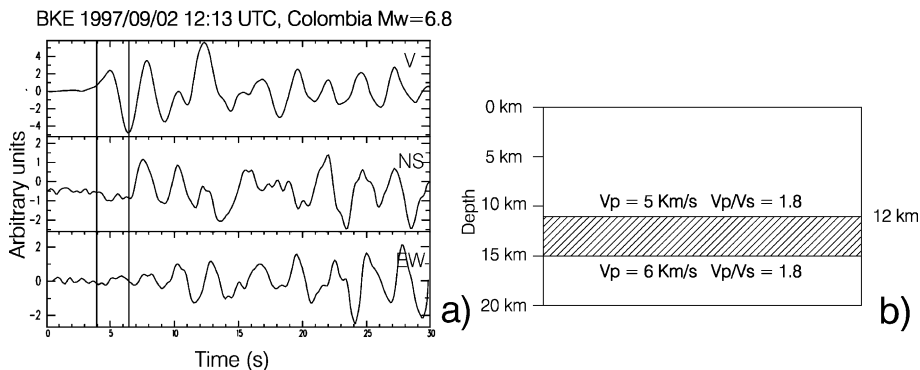 BKE 1997/09/02 12:13 UTC, Colombia Mw=6.8
V
4
2
0
-2
-4
NS
2
1
0
-1
-2
EW
2
0
-2
0 5 10 15 20 25 30
Time (s)
Arbitrary units
a)
0 km
5 km
10 km
15 km
20 km
Depth
Vp = 5 Km/s Vp/Vs = 1.8
12 km
Vp = 6 Km/s Vp/Vs = 1.8
b)